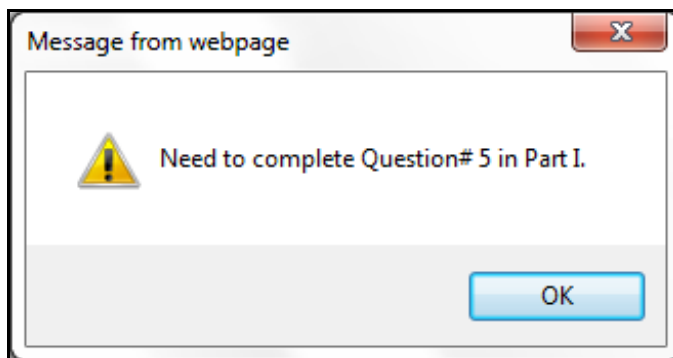 Message from webpage
Need to complete Question# 5 in Part I.
OK